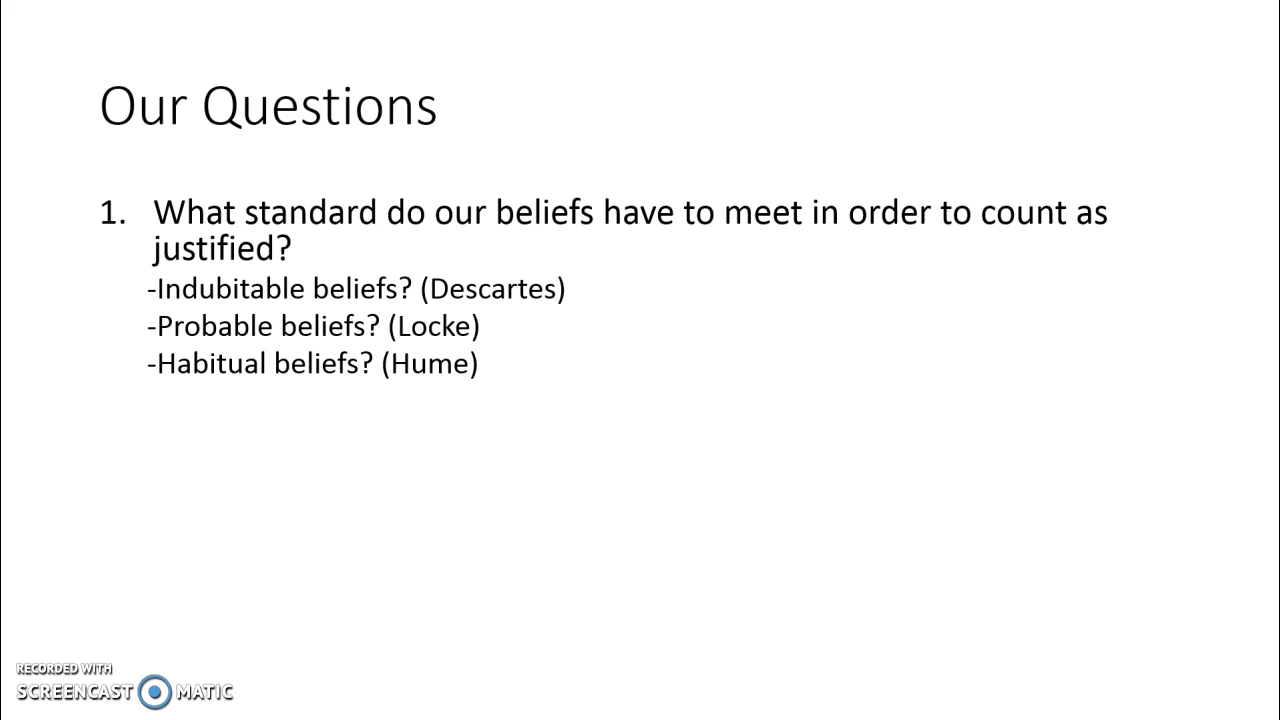 Our Questions
1. What standard do our beliefs have to meet in order to count as
justified?
-Indubitable beliefs? (Descartes)
-Probable beliefs? (Locke)
-Habitual beliefs? (Hume)
RECORDED WITH
SCREENCAST MATIC